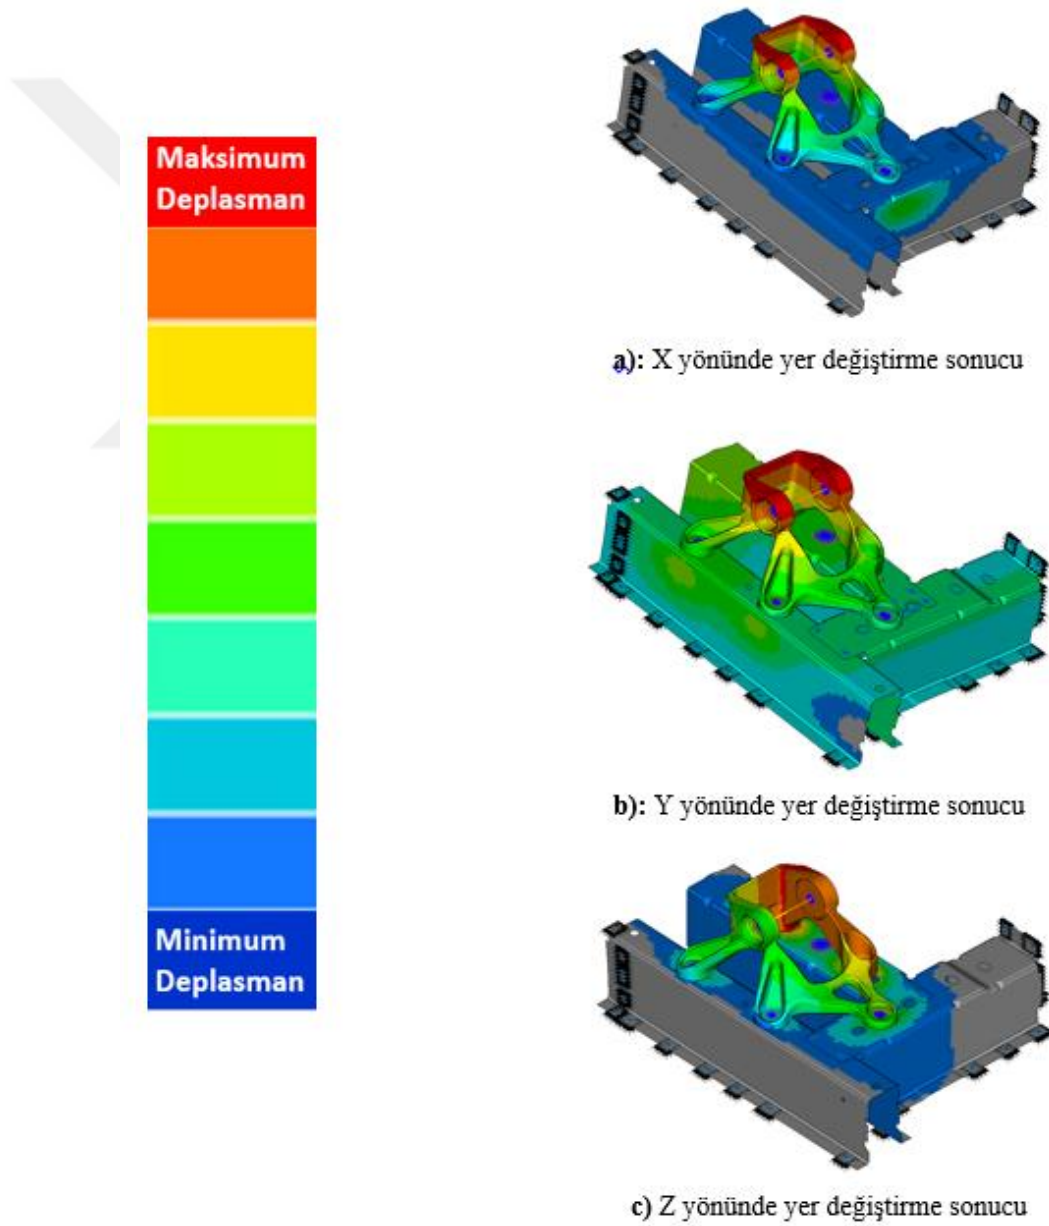 Maksimum
Deplasman
Minimum
Deplasman
a): X yönünde yer değiştirme sonucu
b): Y yönünde yer değiştirme sonucu
c) Z yönünde yer değiştirme sonucu